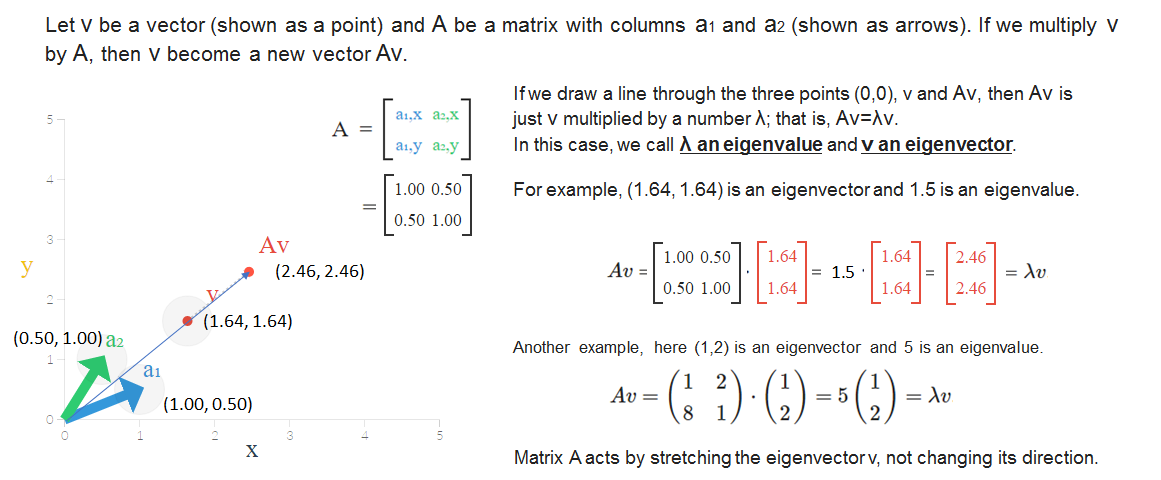 Let v be a vector (shown as a point) and A be a matrix with columns a1 and a2 (shown as arrows). If we multiply v
by A, then v become a new vector Av.
5
4
3
2
1
0
0
1
2
3
4
5
y
x
A =
a1,x a2,x
a1,y a2,y
=
1.00 0.50
0.50 1.00
Av
(2.46, 2.46)
v
(1.64, 1.64)
(0.50, 1.00) a2
a1
(1.00, 0.50)
If we draw a line through the three points (0,0), v and Av, then Av is
just v multiplied by a number λ; that is, Av=λv.
In this case, we call λ an eigenvalue and v an eigenvector.
For example, (1.64, 1.64) is an eigenvector and 1.5 is an eigenvalue.
Av = [1.00 0.50 0.50 1.00] · [1.64 1.64] = 1.5 · [1.64 1.64] = [2.46 2.46] = λv
Another example, here (1,2) is an eigenvector and 5 is an eigenvalue.
Av = (1 2 8 1) · (1 2) = 5 (1 2) = λv
Matrix A acts by stretching the eigenvector v, not changing its direction.